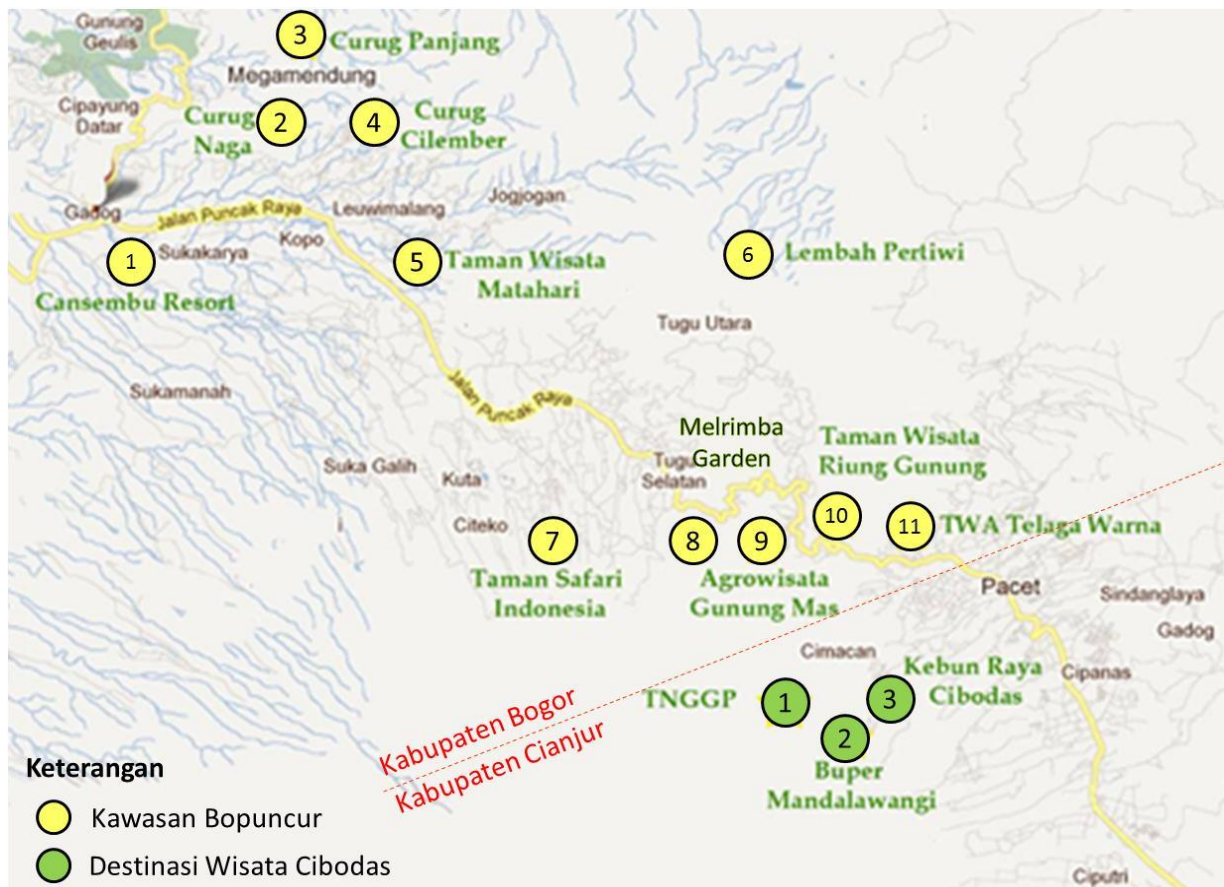 Gunung
Geulis
3
Curug Panjang
Megamendung
Cipayung
Datar
Curug
Naga
2
4
Curug
Cilember
Gadog
Jalan Puncak Raya
Leuwimalang
Jogjogan
1
Sukakarya
Kopo
5
Taman Wisata
Matahari
6
Lembah Pertiwi
Cansembu Resort
Tugu Utara
Sukamanah
Jalan Puncak Raya
Melrimba
Garden
Taman Wisata
Riung Gunung
Suka Galih
Kuta
Tugu
Selatan
i
Citeko
7
8
9
10
11
TWA Telaga Warna
Taman Safari
Indonesia
Agrowisata
Gunung Mas
Pacet
Sindanglaya
Gadog
Cimacan
Kebun Raya
Cibodas
Cipanas
TNGGP
1
3
2
Buper
Mandalawangi
Kabupaten Bogor
Kabupaten Cianjur
Keterangan
Kawasan Bopuncur
Destinasi Wisata Cibodas
Ciputri